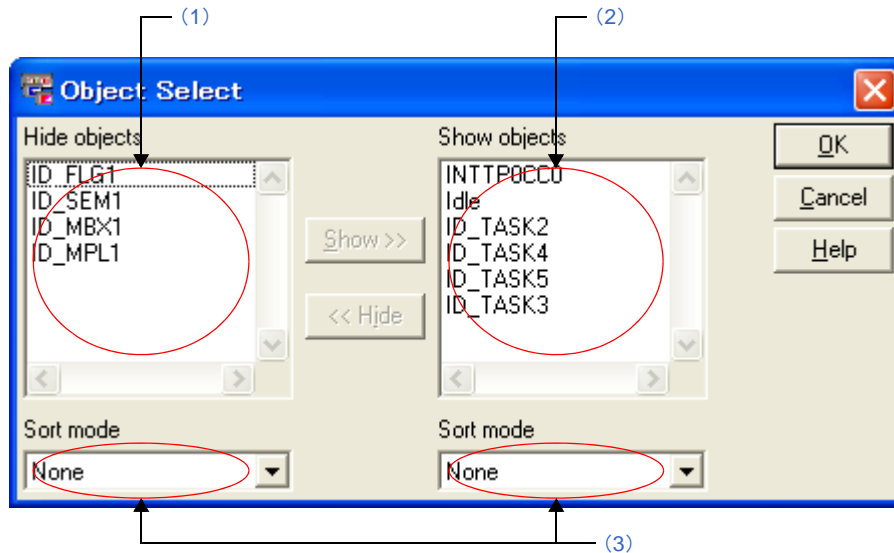 (1)
(2)
Object Select
Hide objects
Show objects
OK
ID_FLG1
ID_SEM1
ID_MBX1
ID_MPL1
INTTP0CC0
Idle
ID_TASK2
ID_TASK4
ID_TASK5
ID_TASK3
Show >>
<< Hide
Cancel
Help
Sort mode
Sort mode
None
None
(3)